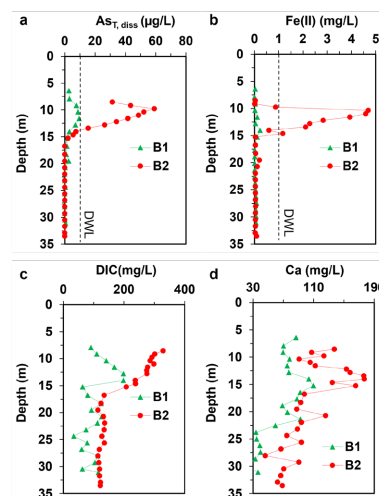 a
As_T, diss (µg/L)
0 20 40 60 80
0
5
10
15
20
25
30
35
Depth (m)
B1
B2
DWL
b
Fe(II) (mg/L)
0 1 2 3 4 5
0
5
10
15
20
25
30
35
Depth (m)
B1
B2
DWL
c
DIC(mg/L)
0 100 200 300 400
0
5
10
15
20
25
30
35
Depth (m)
B1
B2
d
Ca (mg/L)
30 110 190
0
5
10
15
20
25
30
35
Depth (m)
B1
B2